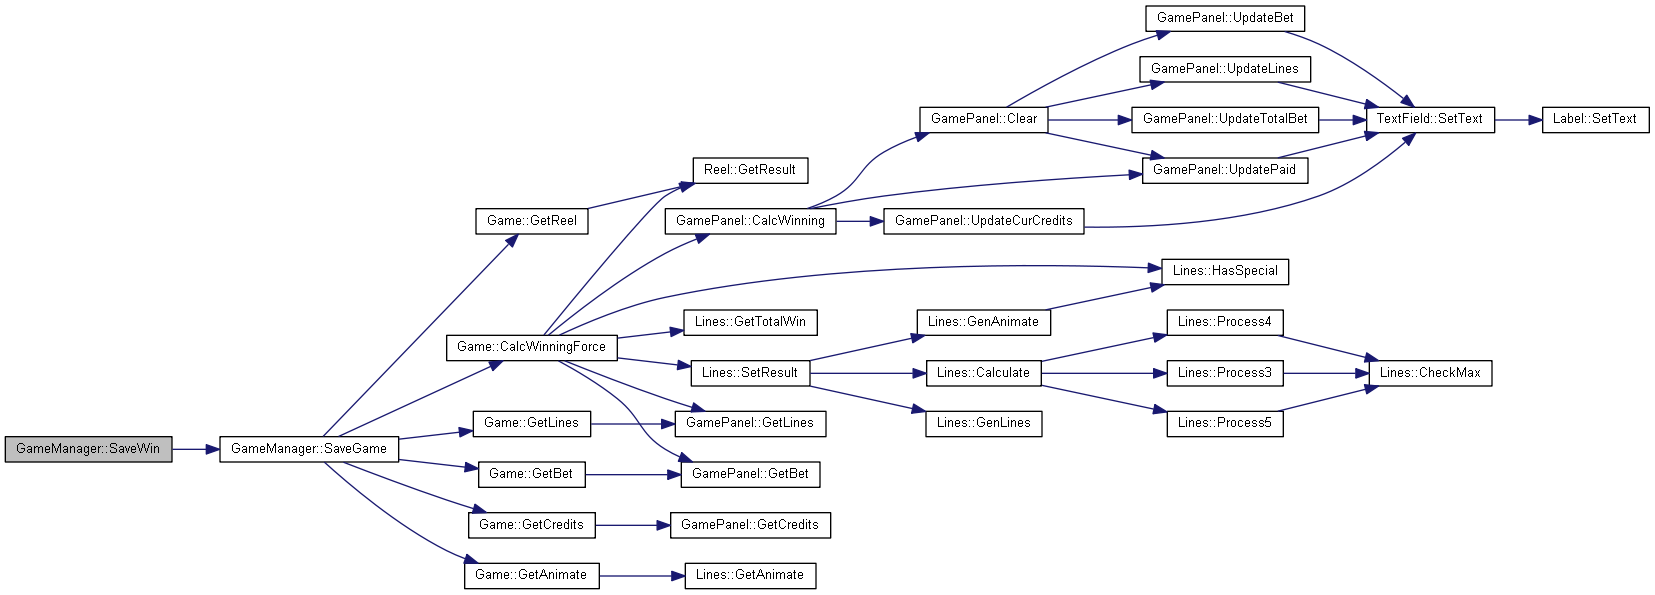 GamePanel::UpdateBet
GamePanel::UpdateLines
GamePanel::Clear
GamePanel::UpdateTotalBet
TextField::SetText
Label::SetText
Reel::GetResult
GamePanel::UpdatePaid
Game::GetReel
GamePanel::CalcWinning
GamePanel::UpdateCurCredits
Lines::HasSpecial
Lines::GetTotalWin
Lines::GenAnimate
Lines::Process4
Game::CalcWinningForce
Lines::SetResult
Lines::Calculate
Lines::Process3
Lines::CheckMax
Game::GetLines
GamePanel::GetLines
Lines::GenLines
Lines::Process5
GameManager::SaveWin
GameManager::SaveGame
Game::GetBet
GamePanel::GetBet
Game::GetCredits
GamePanel::GetCredits
Game::GetAnimate
Lines::GetAnimate